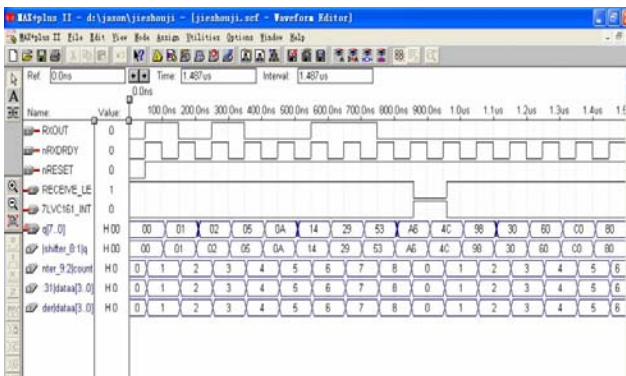 MAX+plus II - d:\jason\jieshouji - [jieshouji.scf - Waveform Editor]
MAX+plus II File Edit View Node Assign Utilities Options Window Help
Ref: 0.0ns Time: 1.487us Interval: 1.487us
0.0ns
Name: Value: 100.0ns 200.0ns 300.0ns 400.0ns 500.0ns 600.0ns 700.0ns 800.0ns 900.0ns 1.0us 1.1us 1.2us 1.3us 1.4us 1.5
RXOUT 0
nRXDRDY 0
nRESET 0
RECEIVE_LE 1
7LVC161_INT 0
q[7..0] H 00 00 01 02 05 0A 14 29 53 A6 4C 98 30 60 C0 80
|shifter_8:1|q H 00 00 01 02 05 0A 14 29 53 A6 4C 98 30 60 C0 80
nter_9:2|count H 0 0 1 2 3 4 5 6 7 8 0 1 2 3 4 5 6
31|dataa[3..0] H 0 0 1 2 3 4 5 6 7 8 0 1 2 3 4 5 6
der|dataa[3..0] H 0 0 1 2 3 4 5 6 7 8 0 1 2 3 4 5 6